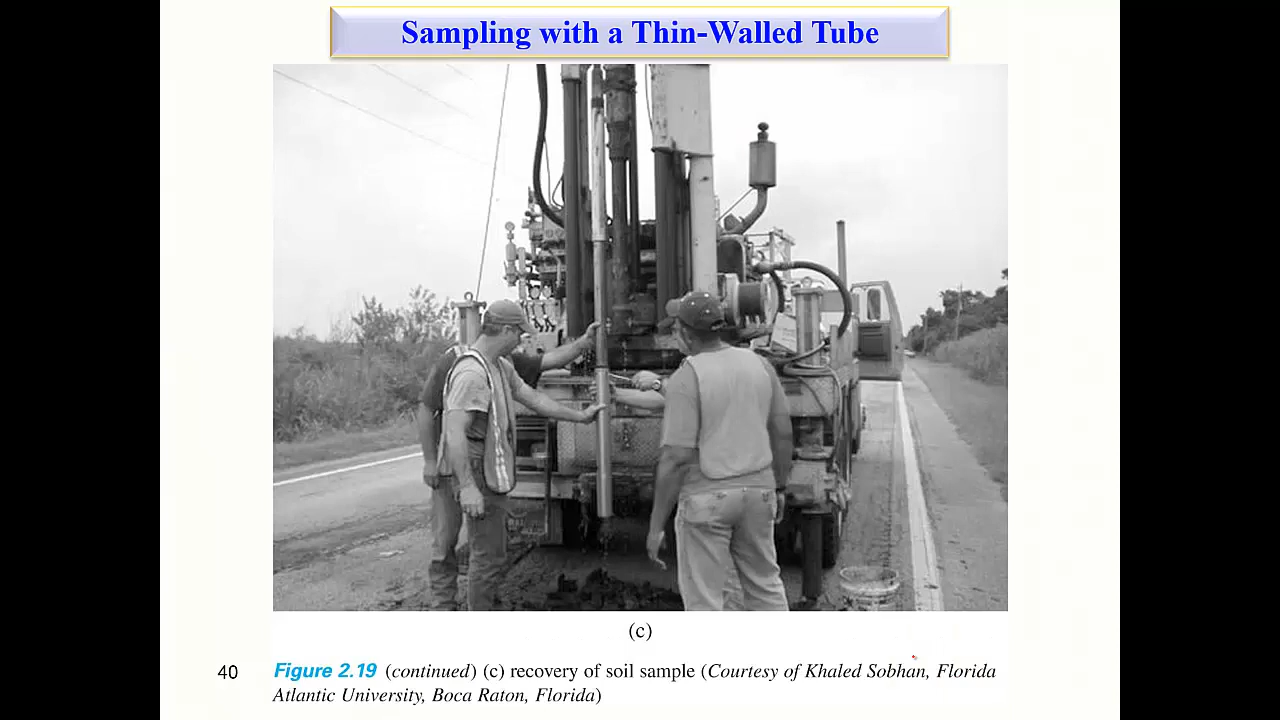 Sampling with a Thin-Walled Tube
(c)
40
Figure 2.19 (continued) (c) recovery of soil sample (Courtesy of Khaled Sobhan, Florida
Atlantic University, Boca Raton, Florida)